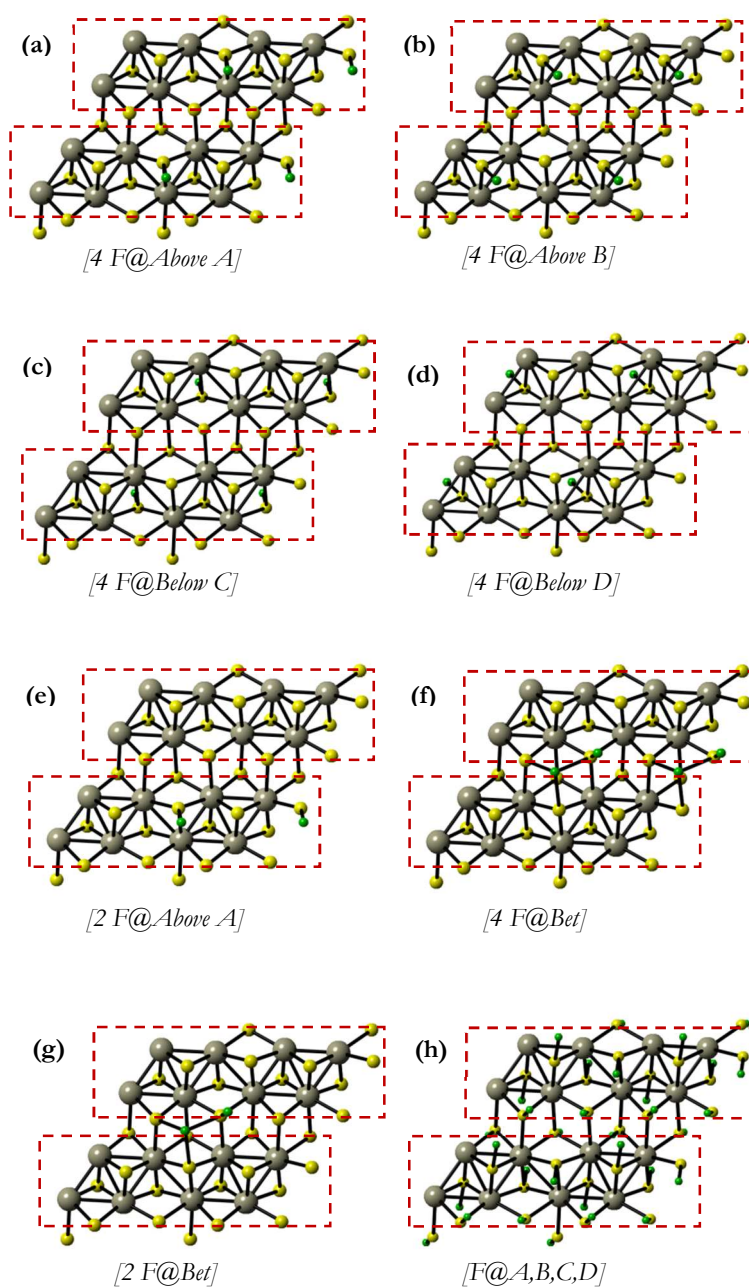 (a)
(b)
[4 F@Above A]
[4 F@Above B]
(c)
(d)
[4 F@Below C]
[4 F@Below D]
(e)
(f)
[2 F@Above A]
[4 F@Bet]
(g)
(h)
[2 F@Bet]
[F@A,B,C,D]